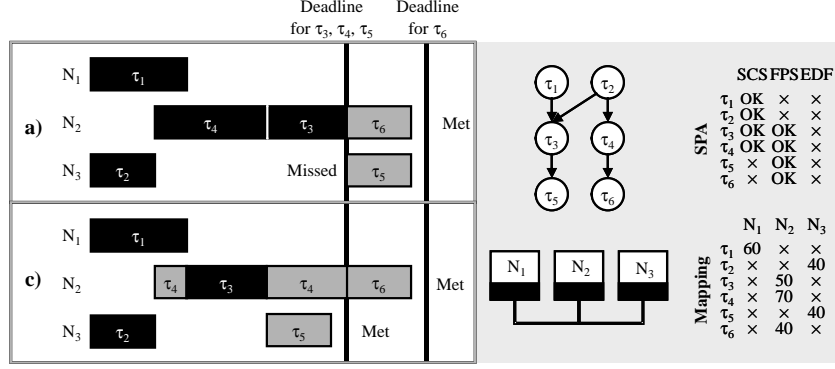 Deadline
for τ3, τ4, τ5
Deadline
for τ6
a)
N1
τ1
N2
τ4
τ3
τ6
Met
N3
τ2
Missed
τ5
c)
N1
τ1
N2
τ4
τ3
τ4
τ6
Met
N3
τ2
τ5
Met
τ1
τ2
τ3
τ4
τ5
τ6
N1
N2
N3
SPA
SCS FPS EDF
τ1 OK × ×
τ2 OK × ×
τ3 OK OK ×
τ4 OK OK ×
τ5 × OK ×
τ6 × OK ×
Mapping
N1 N2 N3
τ1 60 × ×
τ2 × × 40
τ3 × 50 ×
τ4 × 70 ×
τ5 × × 40
τ6 × 40 ×